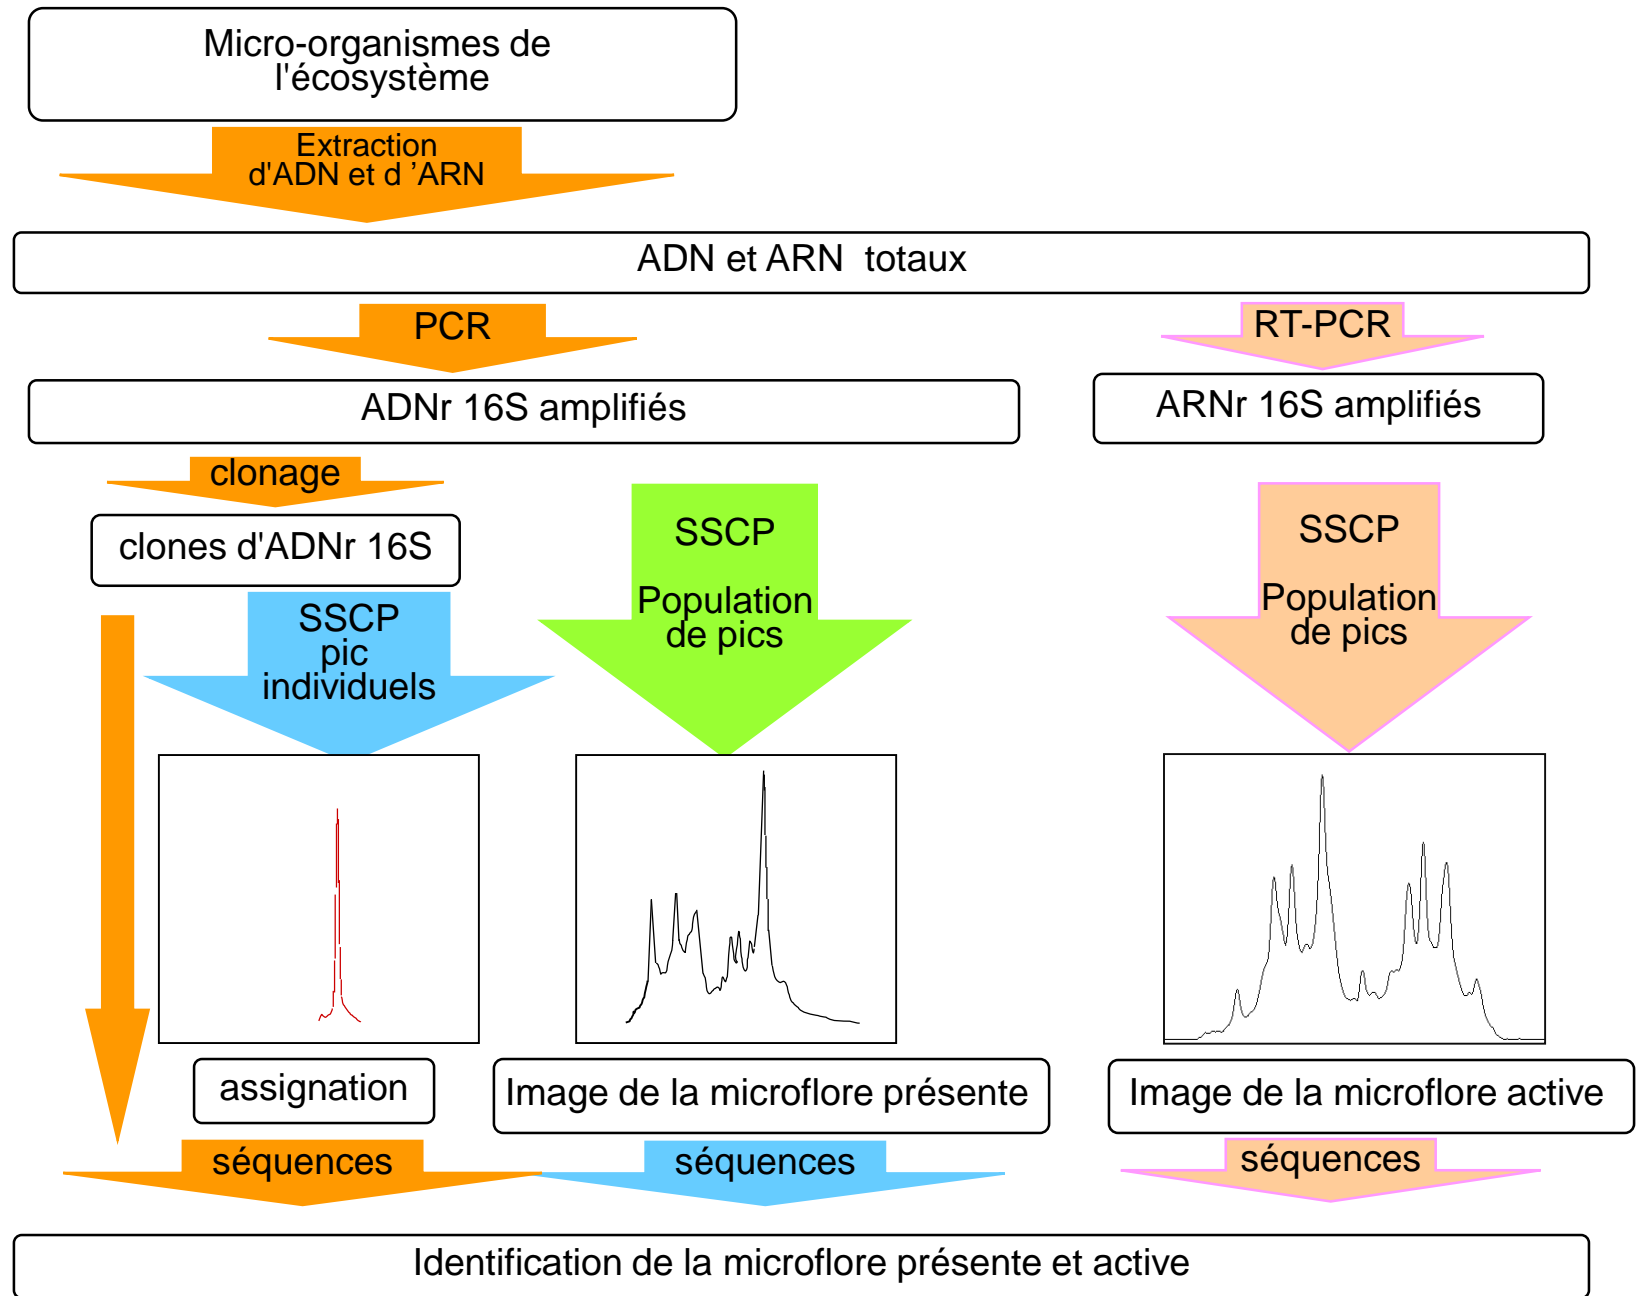 Micro-organismes de
l'écosystème
Extraction
d'ADN et d ’ARN
ADN et ARN  totaux
PCR
RT-PCR
ADNr 16S amplifiés
ARNr 16S amplifiés
clonage
clones d'ADNr 16S
SSCP
pic
individuels
SSCP
Population
de pics
SSCP
Population
de pics
assignation
Image de la microflore présente
Image de la microflore active
séquences
séquences
séquences
Identification de la microflore présente et active